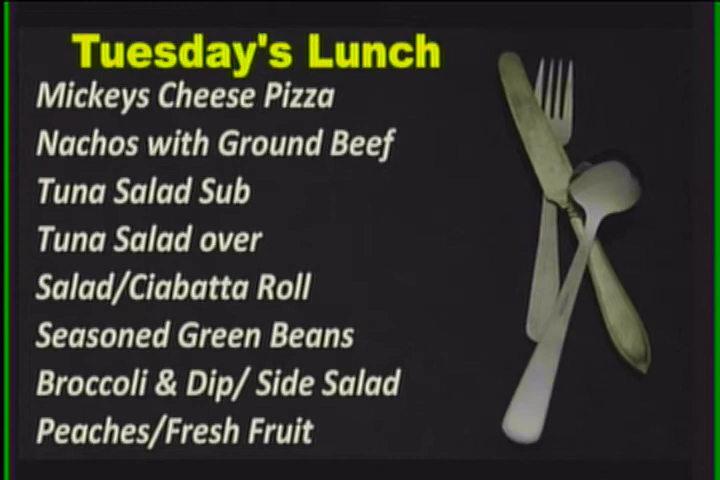 Tuesday's Lunch
Mickeys Cheese Pizza
Nachos with Ground Beef
Tuna Salad Sub
Tuna Salad over
Salad/Ciabatta Roll
Seasoned Green Beans
Broccoli & Dip/ Side Salad
Peaches/Fresh Fruit